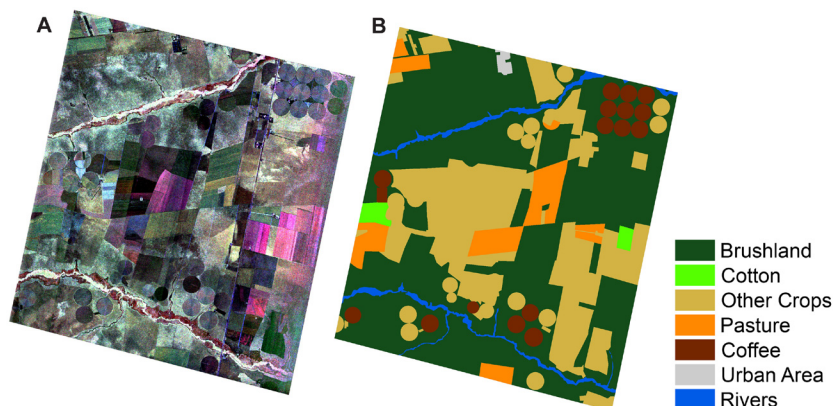 A
B
Brushland
Cotton
Other Crops
Pasture
Coffee
Urban Area
Rivers